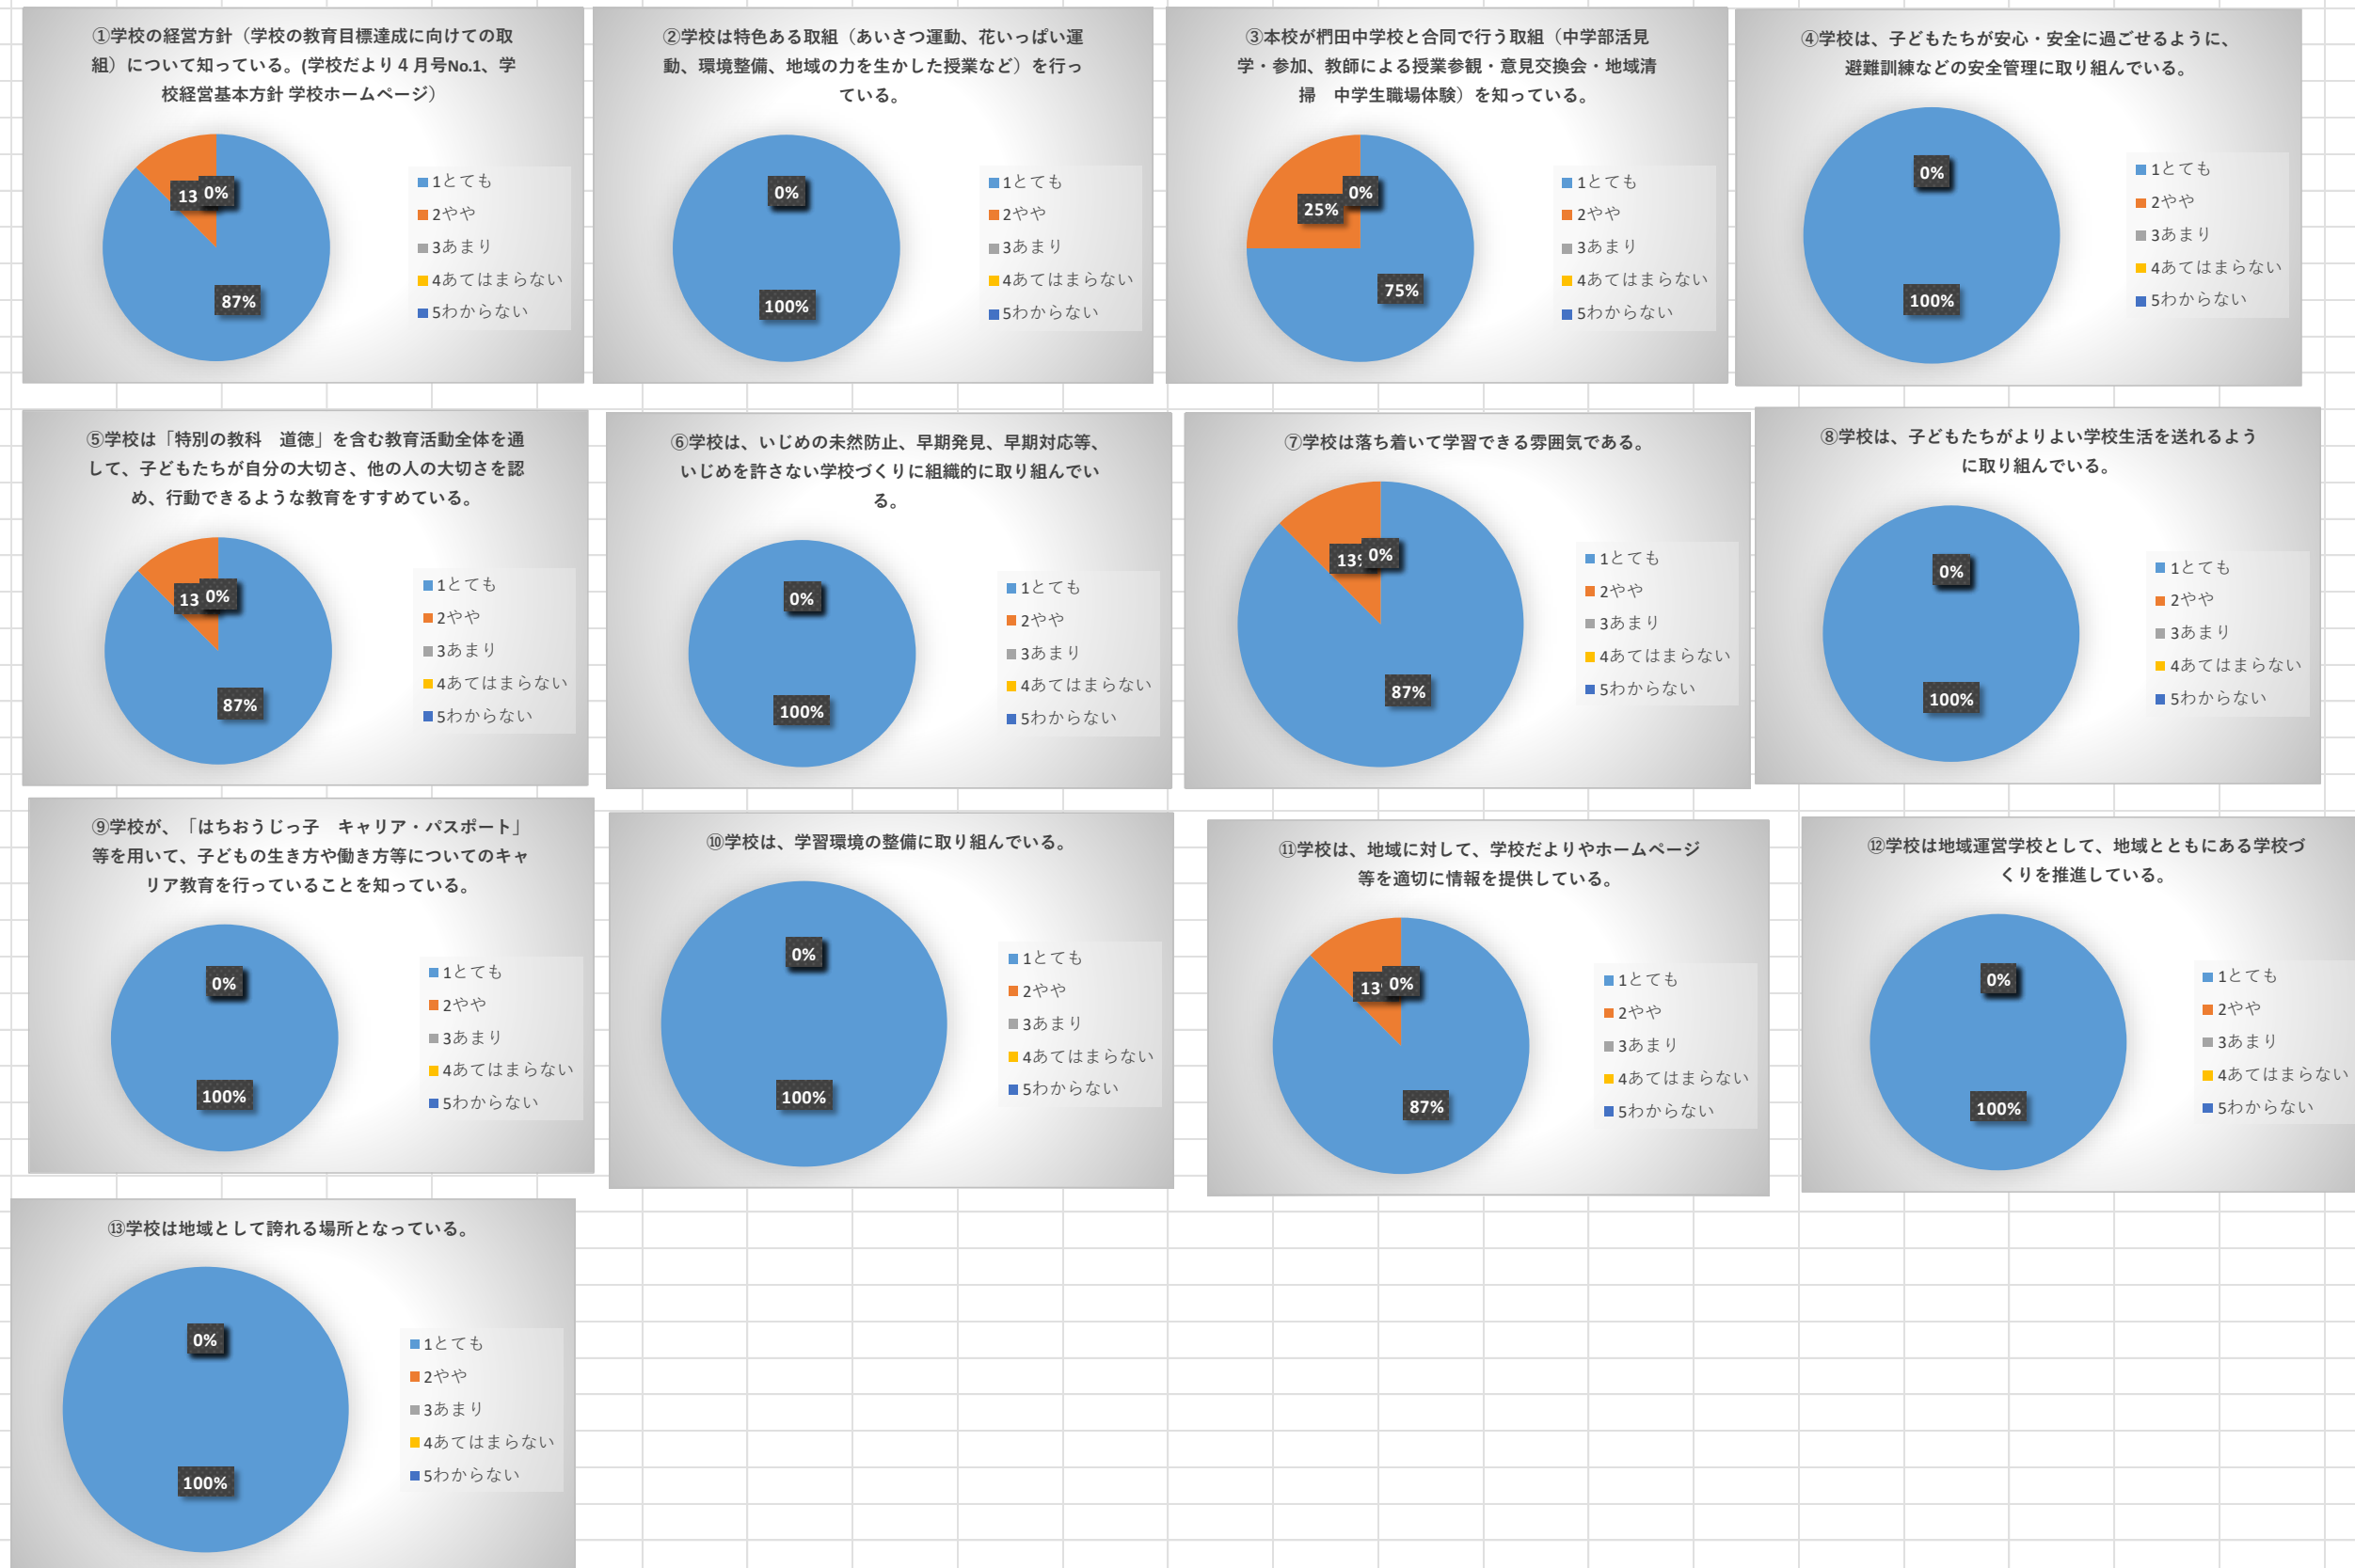 ①学校の経営方針（学校の教育目標達成に向けての取
組）について知っている。(学校だより４月号No.1、学
校経営基本方針 学校ホームページ）
13
0%
87%
1とても
2やや
3あまり
4あてはまらない
5わからない
②学校は特色ある取組（あいさつ運動、花いっぱい運
動、環境整備、地域の力を生かした授業など）を行っ
ている。
0%
100%
1とても
2やや
3あまり
4あてはまらない
5わからない
③本校が椚田中学校と合同で行う取組（中学部活見
学・参加、教師による授業参観・意見交換会・地域清
掃　中学生職場体験）を知っている。
0%
25%
75%
1とても
2やや
3あまり
4あてはまらない
5わからない
④学校は、子どもたちが安心・安全に過ごせるように、
避難訓練などの安全管理に取り組んでいる。
0%
100%
1とても
2やや
3あまり
4あてはまらない
5わからない
⑤学校は「特別の教科　道徳」を含む教育活動全体を通
して、子どもたちが自分の大切さ、他の人の大切さを認
め、行動できるような教育をすすめている。
13
0%
87%
1とても
2やや
3あまり
4あてはまらない
5わからない
⑥学校は、いじめの未然防止、早期発見、早期対応等、
いじめを許さない学校づくりに組織的に取り組んでい
る。
0%
100%
1とても
2やや
3あまり
4あてはまらない
5わからない
⑦学校は落ち着いて学習できる雰囲気である。
13%
0%
87%
1とても
2やや
3あまり
4あてはまらない
5わからない
⑧学校は、子どもたちがよりよい学校生活を送れるよう
に取り組んでいる。
0%
100%
1とても
2やや
3あまり
4あてはまらない
5わからない
⑨学校が、「はちおうじっ子　キャリア・パスポート」
等を用いて、子どもの生き方や働き方等についてのキャ
リア教育を行っていることを知っている。
0%
100%
1とても
2やや
3あまり
4あてはまらない
5わからない
⑩学校は、学習環境の整備に取り組んでいる。
0%
100%
1とても
2やや
3あまり
4あてはまらない
5わからない
⑪学校は、地域に対して、学校だよりやホームページ
等を適切に情報を提供している。
13
0%
87%
1とても
2やや
3あまり
4あてはまらない
5わからない
⑫学校は地域運営学校として、地域とともにある学校づ
くりを推進している。
0%
100%
1とても
2やや
3あまり
4あてはまらない
5わからない
⑬学校は地域として誇れる場所となっている。
0%
100%
1とても
2やや
3あまり
4あてはまらない
5わからない